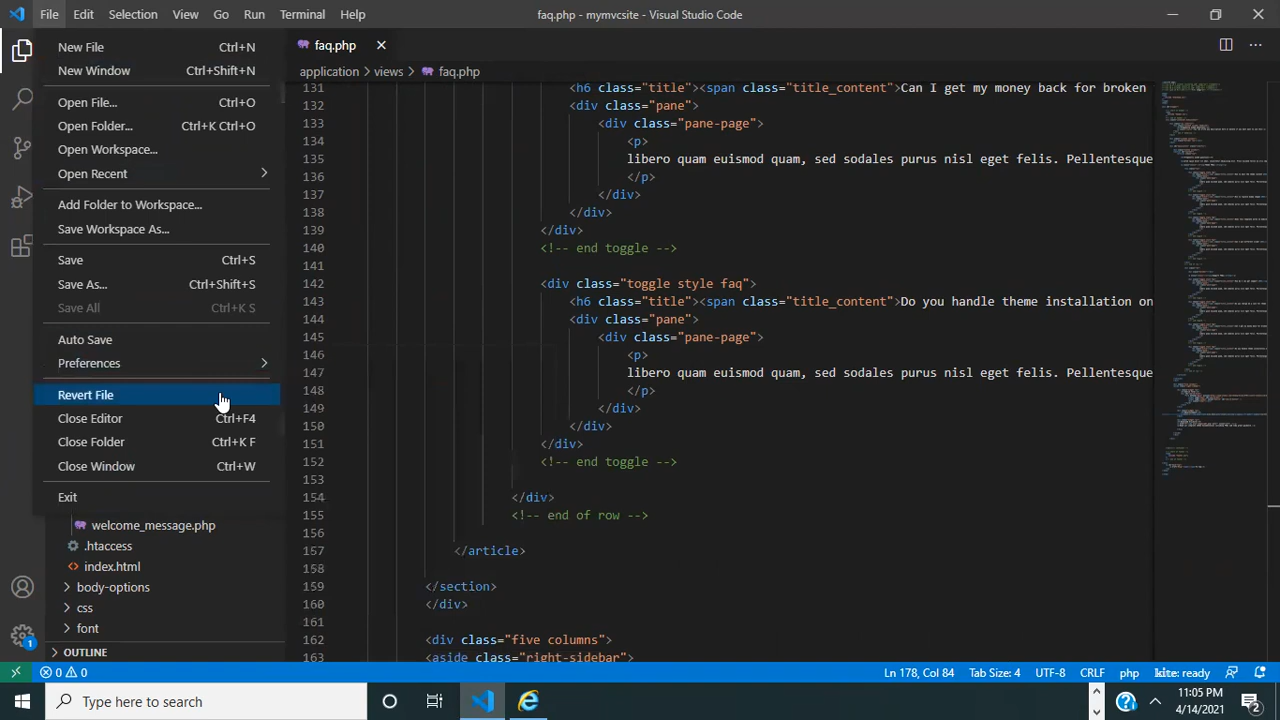 File Edit Selection View Go Run Terminal Help faq.php - mymvcsite - Visual Studio Code
New File Ctrl+N
New Window Ctrl+Shift+N
Open File... Ctrl+O
Open Folder... Ctrl+K Ctrl+O
Open Workspace...
Open Recent
Add Folder to Workspace...
Save Workspace As...
Save Ctrl+S
Save As... Ctrl+Shift+S
Save All Ctrl+K S
Auto Save
Preferences
Revert File
Close Editor Ctrl+F4
Close Folder Ctrl+K F
Close Window Ctrl+W
Exit
welcome_message.php
.htaccess
index.html
body-options
css
font
OUTLINE
faq.php
application > views > faq.php
131 <h6 class="title"><span class="title_content">Can I get my money back for broken
132 <div class="pane">
133 <div class="pane-page">
134 <p>
135 libero quam euismod quam, sed sodales purus nisl eget felis. Pellentesque
136 </p>
137 </div>
138 </div>
139 </div>
140 <!-- end toggle -->
141
142 <div class="toggle style faq">
143 <h6 class="title"><span class="title_content">Do you handle theme installation on
144 <div class="pane">
145 <div class="pane-page">
146 <p>
147 libero quam euismod quam, sed sodales purus nisl eget felis. Pellentesque
148 </p>
149 </div>
150 </div>
151 </div>
152 <!-- end toggle -->
153
154 </div>
155 <!-- end of row -->
156
157 </article>
158
159 </section>
160 </div>
161
162 <div class="five columns">
163 <aside class="right-sidebar">
1
0 0 Ln 178, Col 84 Tab Size: 4 UTF-8 CRLF php kite: ready
Type here to search
11:05 PM
4/14/2021
2